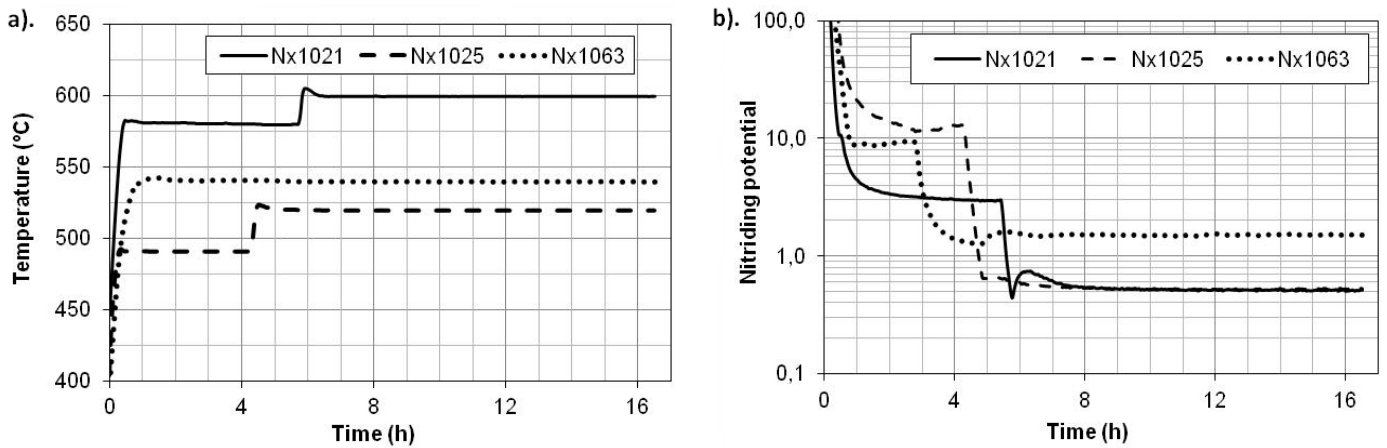 a).
650
600
550
500
450
400
Temperature (°C)
Nx1021 Nx1025 Nx1063
0 4 8 12 16
Time (h)
b).
100,0
10,0
1,0
0,1
Nitriding potential
Nx1021 Nx1025 Nx1063
0 4 8 12 16
Time (h)